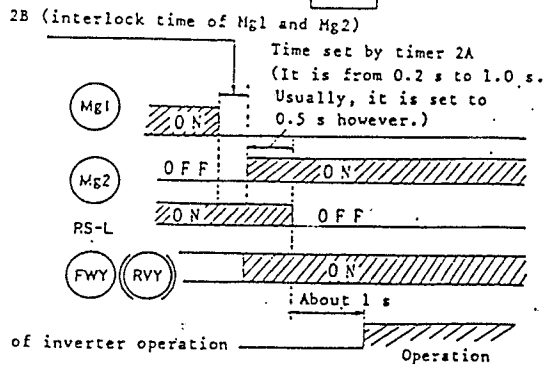 2B (interlock time of Mg1 and Mg2)
Time set by timer 2A
(It is from 0.2 s to 1.0 s.
Usually, it is set to
0.5 s however.)
Mg1
ON
OFF
ON
Mg2
ON
OFF
RS-L
FWY
RVY
ON
About 1 s
of inverter operation
Operation